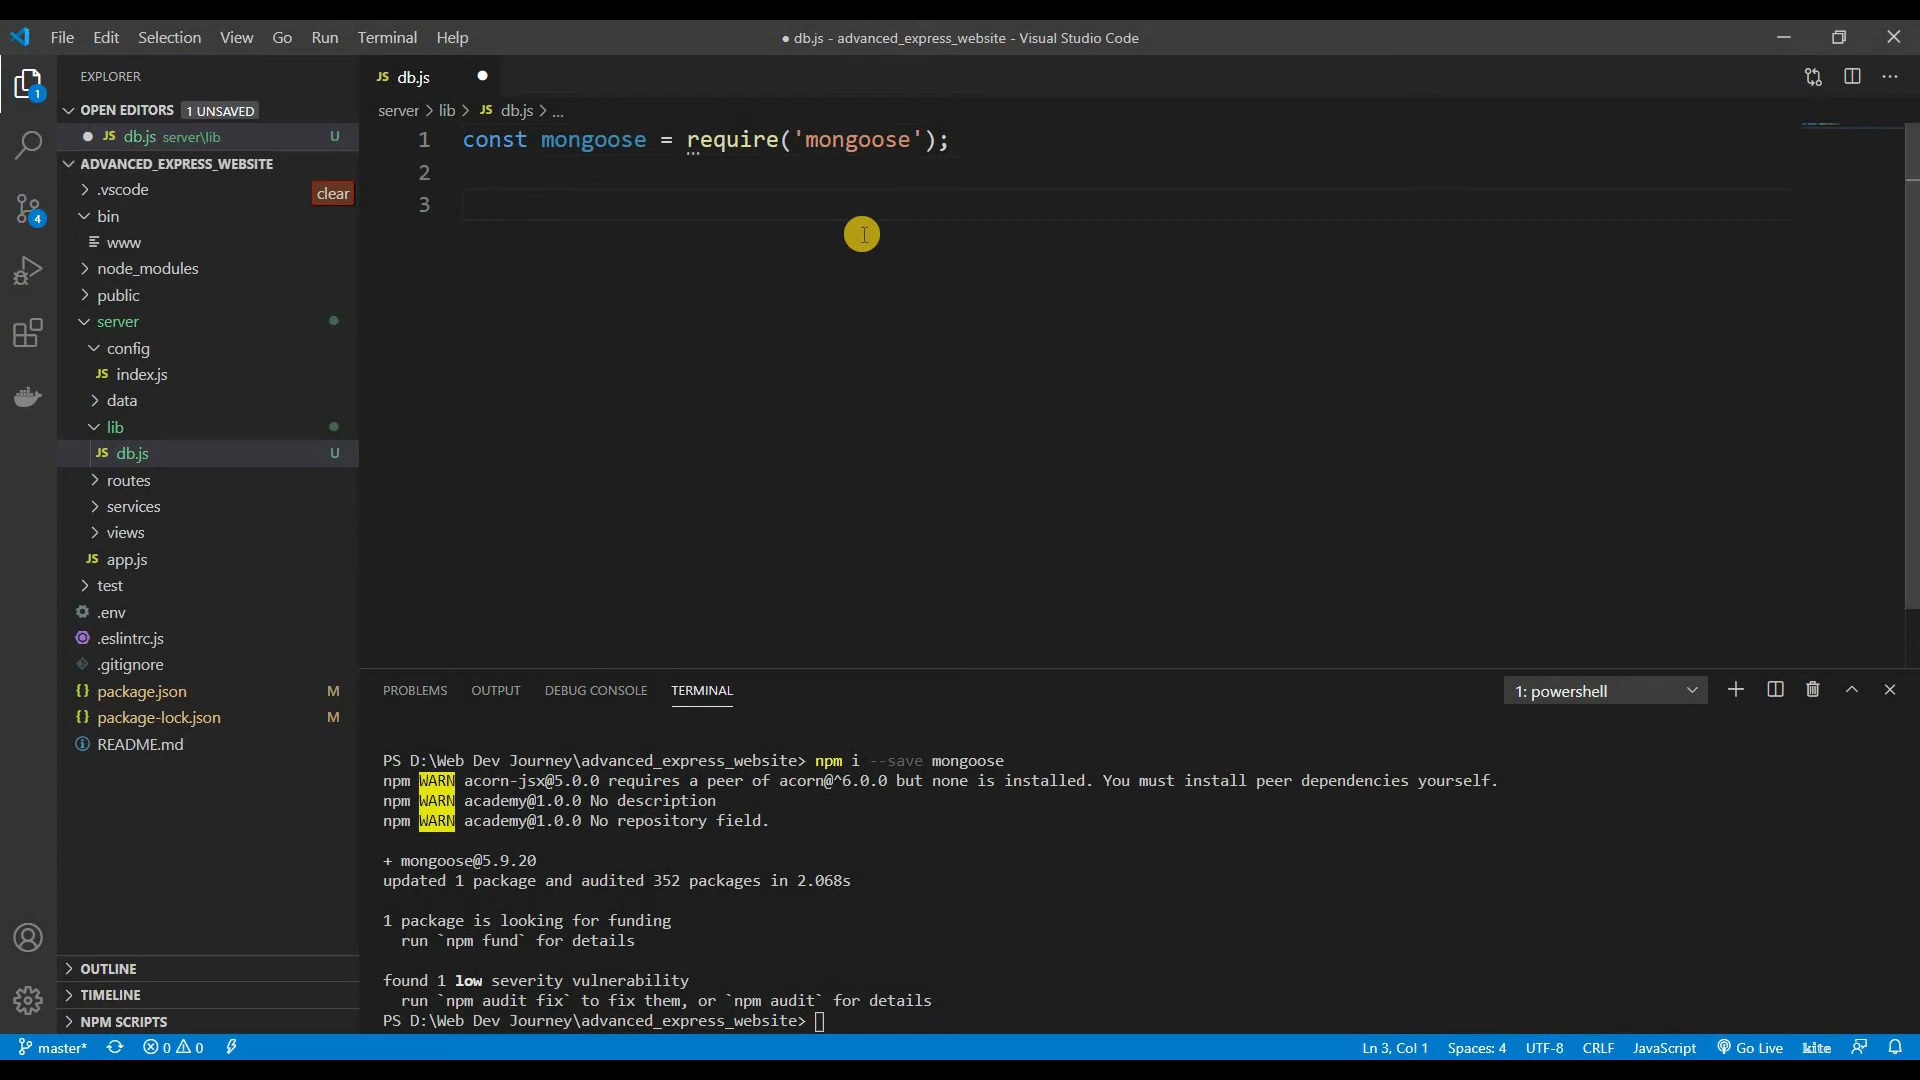 File Edit Selection View Go Run Terminal Help
● db.js - advanced_express_website - Visual Studio Code
EXPLORER
OPEN EDITORS 1 UNSAVED
JS db.js server\lib U
ADVANCED_EXPRESS_WEBSITE
.vscode
clear
bin
www
node_modules
public
server
config
JS index.js
data
lib
JS db.js U
routes
services
views
JS app.js
test
.env
.eslintrc.js
.gitignore
{} package.json M
{} package-lock.json M
README.md
OUTLINE
TIMELINE
NPM SCRIPTS
1
4
JS db.js
server > lib > JS db.js > ...
1 const mongoose = require('mongoose');
2
3
PROBLEMS OUTPUT DEBUG CONSOLE TERMINAL
1: powershell
PS D:\Web Dev Journey\advanced_express_website> npm i --save mongoose
npm WARN acorn-jsx@5.0.0 requires a peer of acorn@^6.0.0 but none is installed. You must install peer dependencies yourself.
npm WARN academy@1.0.0 No description
npm WARN academy@1.0.0 No repository field.
+ mongoose@5.9.20
updated 1 package and audited 352 packages in 2.068s
1 package is looking for funding
run `npm fund` for details
found 1 low severity vulnerability
run `npm audit fix` to fix them, or `npm audit` for details
PS D:\Web Dev Journey\advanced_express_website>
master* 0 0
Ln 3, Col 1 Spaces: 4 UTF-8 CRLF JavaScript Go Live kite